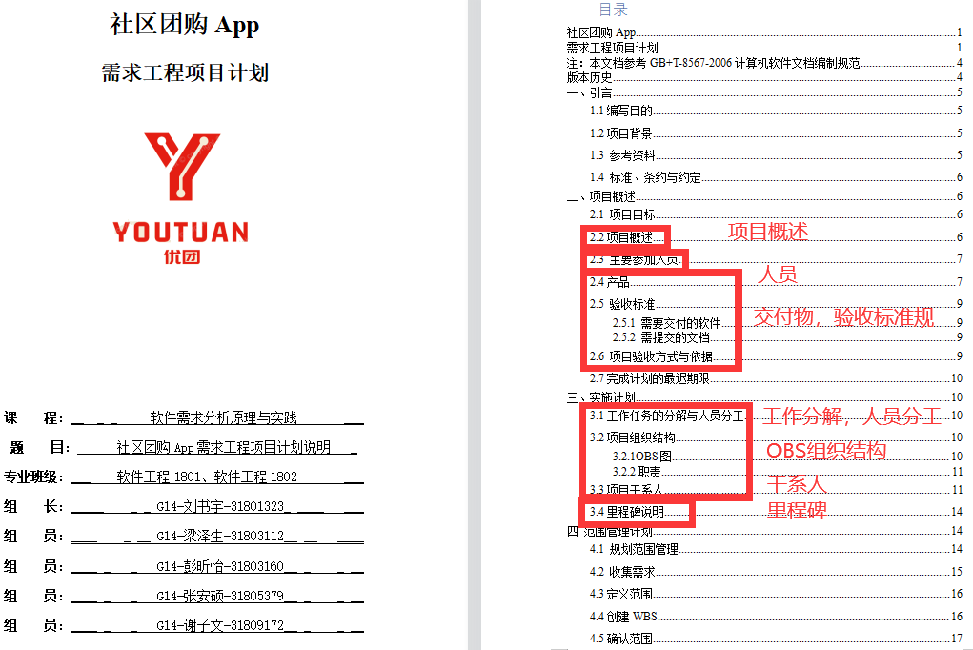 社区团购 App
需求工程项目计划
YOUTUAN
优团
课 程： 软件需求分析原理与实践
题 目： 社区团购 App 需求工程项目计划说明
专业班级： 软件工程 1801、软件工程 1802
组 长： G14-刘书宇-31801323
组 员： G14-梁泽生-31803112
组 员： G14-彭昕怡-31803160
组 员： G14-张安硕-31805379
组 员： G14-谢子文-31809172
目录
社区团购 App 1
需求工程项目计划 1
注：本文档参考 GB+T-8567-2006 计算机软件文档编制规范 4
版本历史 4
一、引言 5
1.1 编写目的 5
1.2 项目背景 5
1.3 参考资料 5
1.4 标准、条约与约定 6
二、项目概述 6
2.1 项目目标 6
2.2 项目概述 6
项目概述
2.3 主要参加人员 7
人员
2.4 产品 7
2.5 验收标准 9
2.5.1 需要交付的软件 9
交付物，验收标准规
2.5.2 需提交的文档 9
2.6 项目验收方式与依据 9
2.7 完成计划的最迟期限 10
三、实施计划 10
3.1 工作任务的分解与人员分工 10
工作分解，人员分工
3.2 项目组织结构 10
3.2.1OBS图 10
OBS组织结构
3.2.2 职责 11
3.3 项目干系人 11
干系人
3.4 里程碑说明 14
里程碑
四 范围管理计划 14
4.1 规划范围管理 14
4.2 收集需求 15
4.3 定义范围 16
4.4 创建 WBS 16
4.5 确认范围 17